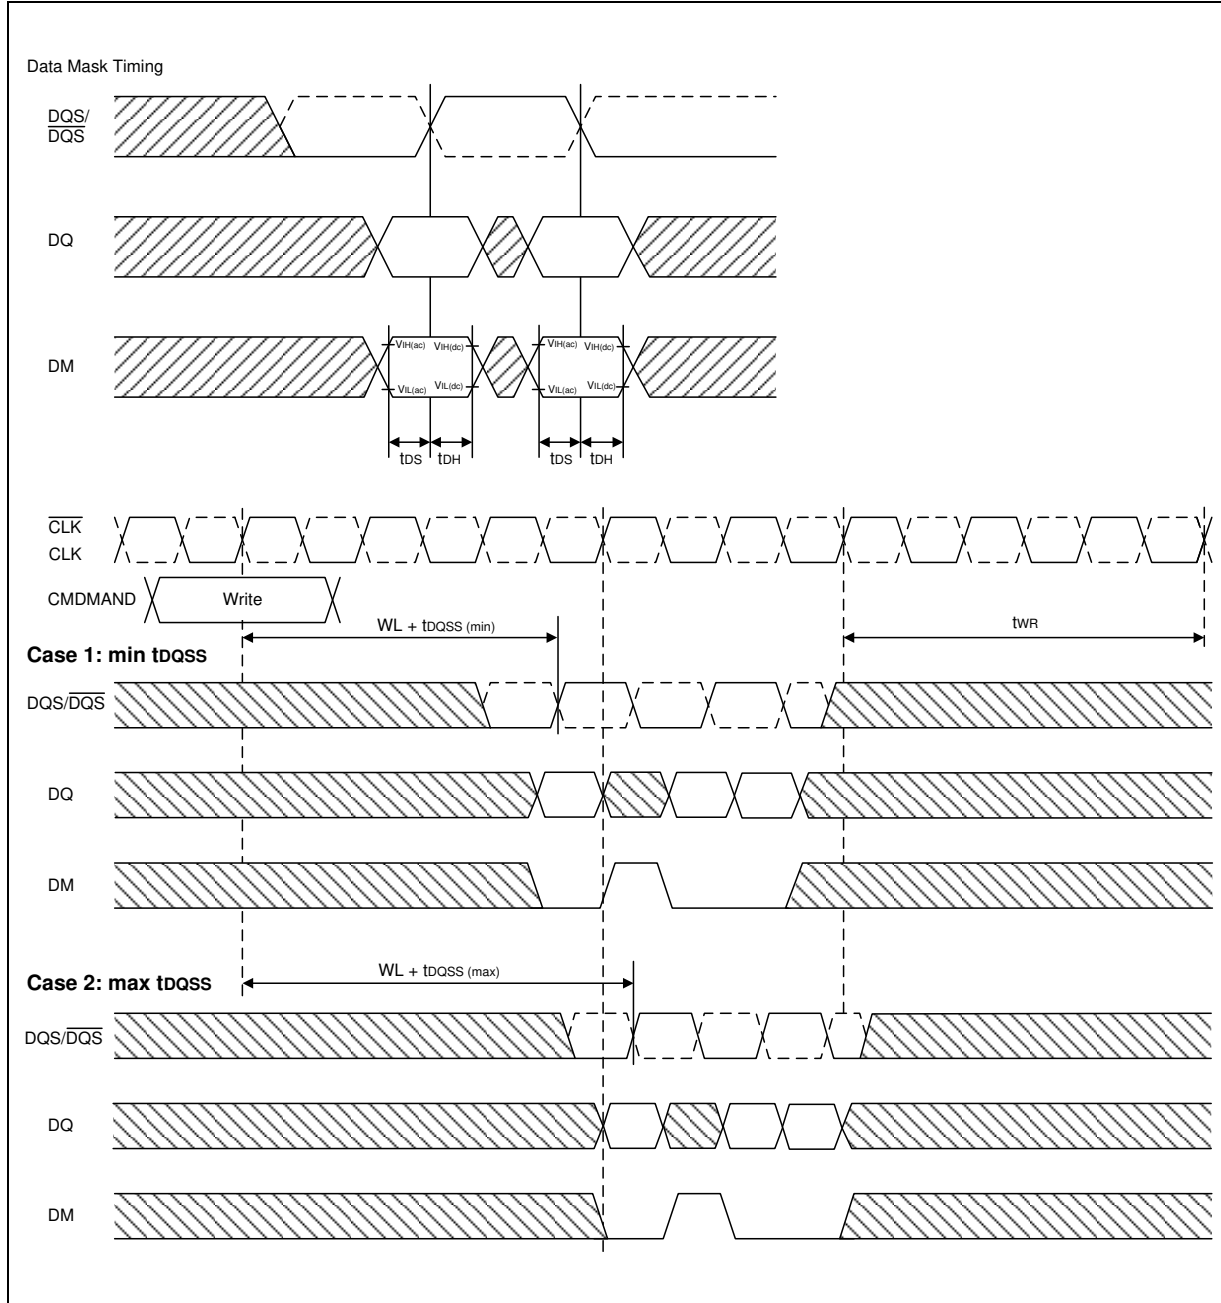 Data Mask Timing
DQS/
DQS
DQ
DM
VIH(ac) VIH(dc) VIH(ac) VIH(dc)
VIL(ac) VIL(dc) VIL(ac) VIL(dc)
tDS tDH tDS tDH
CLK
CLK
CMDMAND Write
WL + tDQSS (min) tWR
Case 1: min tDQSS
DQS/DQS
DQ
DM
WL + tDQSS (max)
Case 2: max tDQSS
DQS/DQS
DQ
DM